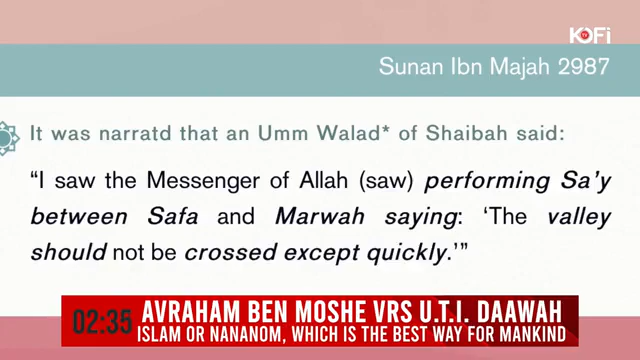 KOFi
TV
Sunan Ibn Majah 2987
It was narratd that an Umm Walad* of Shaibah said:
“I saw the Messenger of Allah (saw) performing Sa’y
between Safa and Marwah saying: ‘The valley
should not be crossed except quickly.’”
02:35
AVRAHAM BEN MOSHE VRS U.T.I. DAAWAH
ISLAM OR NANANOM, WHICH IS THE BEST WAY FOR MANKIND